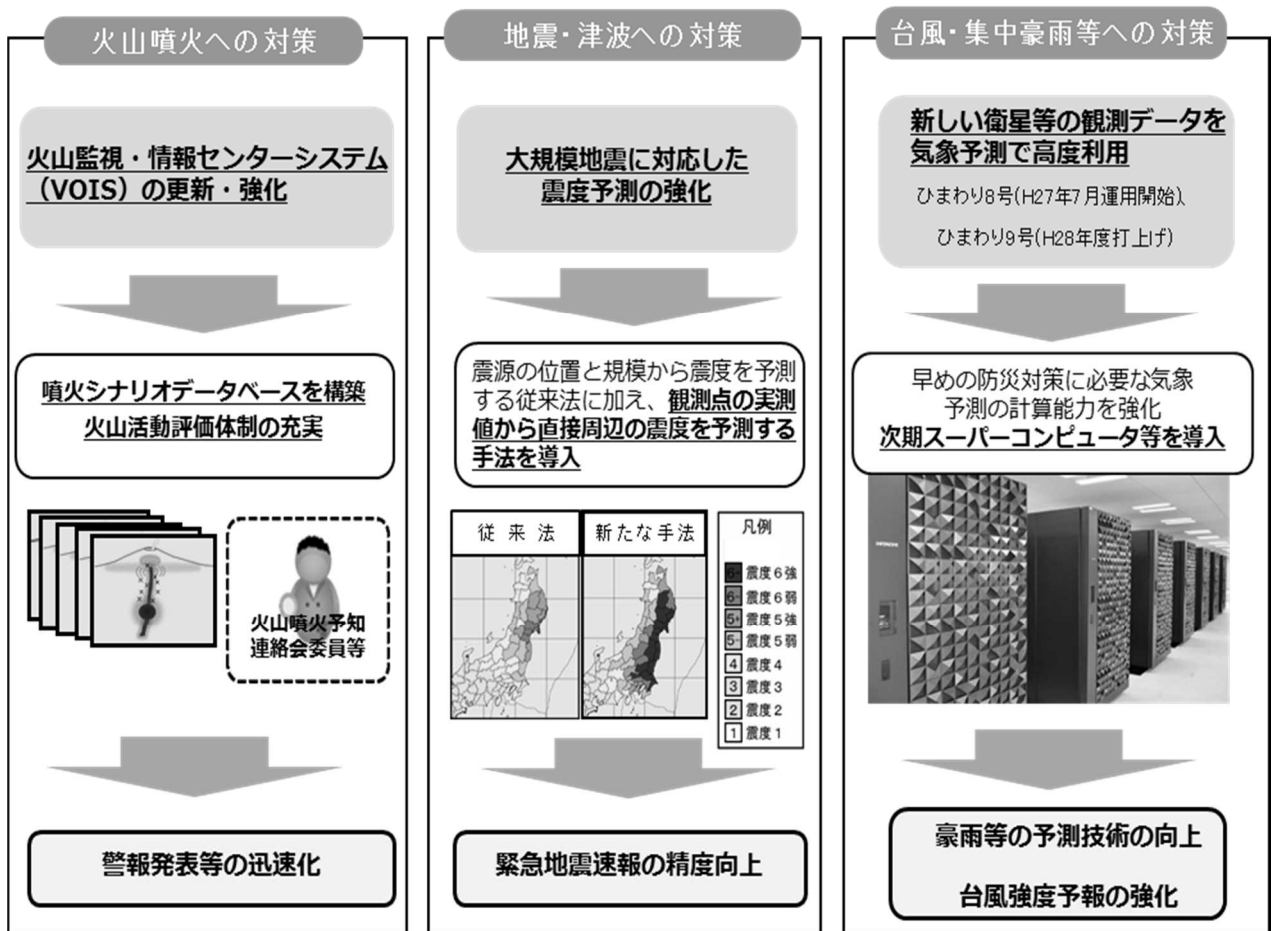 火山噴火への対策
火山監視・情報センターシステム
（VOIS）の更新・強化
噴火シナリオデータベースを構築
火山活動評価体制の充実
火山噴火予知
連絡会委員等
警報発表等の迅速化
地震・津波への対策
大規模地震に対応した
震度予測の強化
震源の位置と規模から震度を予測
する従来法に加え、観測点の実測
値から直接周辺の震度を予測する
手法を導入
従来法
新たな手法
凡例
震度6強
6- 震度6弱
5+ 震度5強
5- 震度5弱
4 震度4
3 震度3
2 震度2
1 震度1
緊急地震速報の精度向上
台風・集中豪雨等への対策
新しい衛星等の観測データを
気象予測で高度利用
ひまわり8号(H27年7月運用開始)、
ひまわり9号(H28年度打上げ)
早めの防災対策に必要な気象
予測の計算能力を強化
次期スーパーコンピュータ等を導入
HITACHI
豪雨等の予測技術の向上
台風強度予報の強化